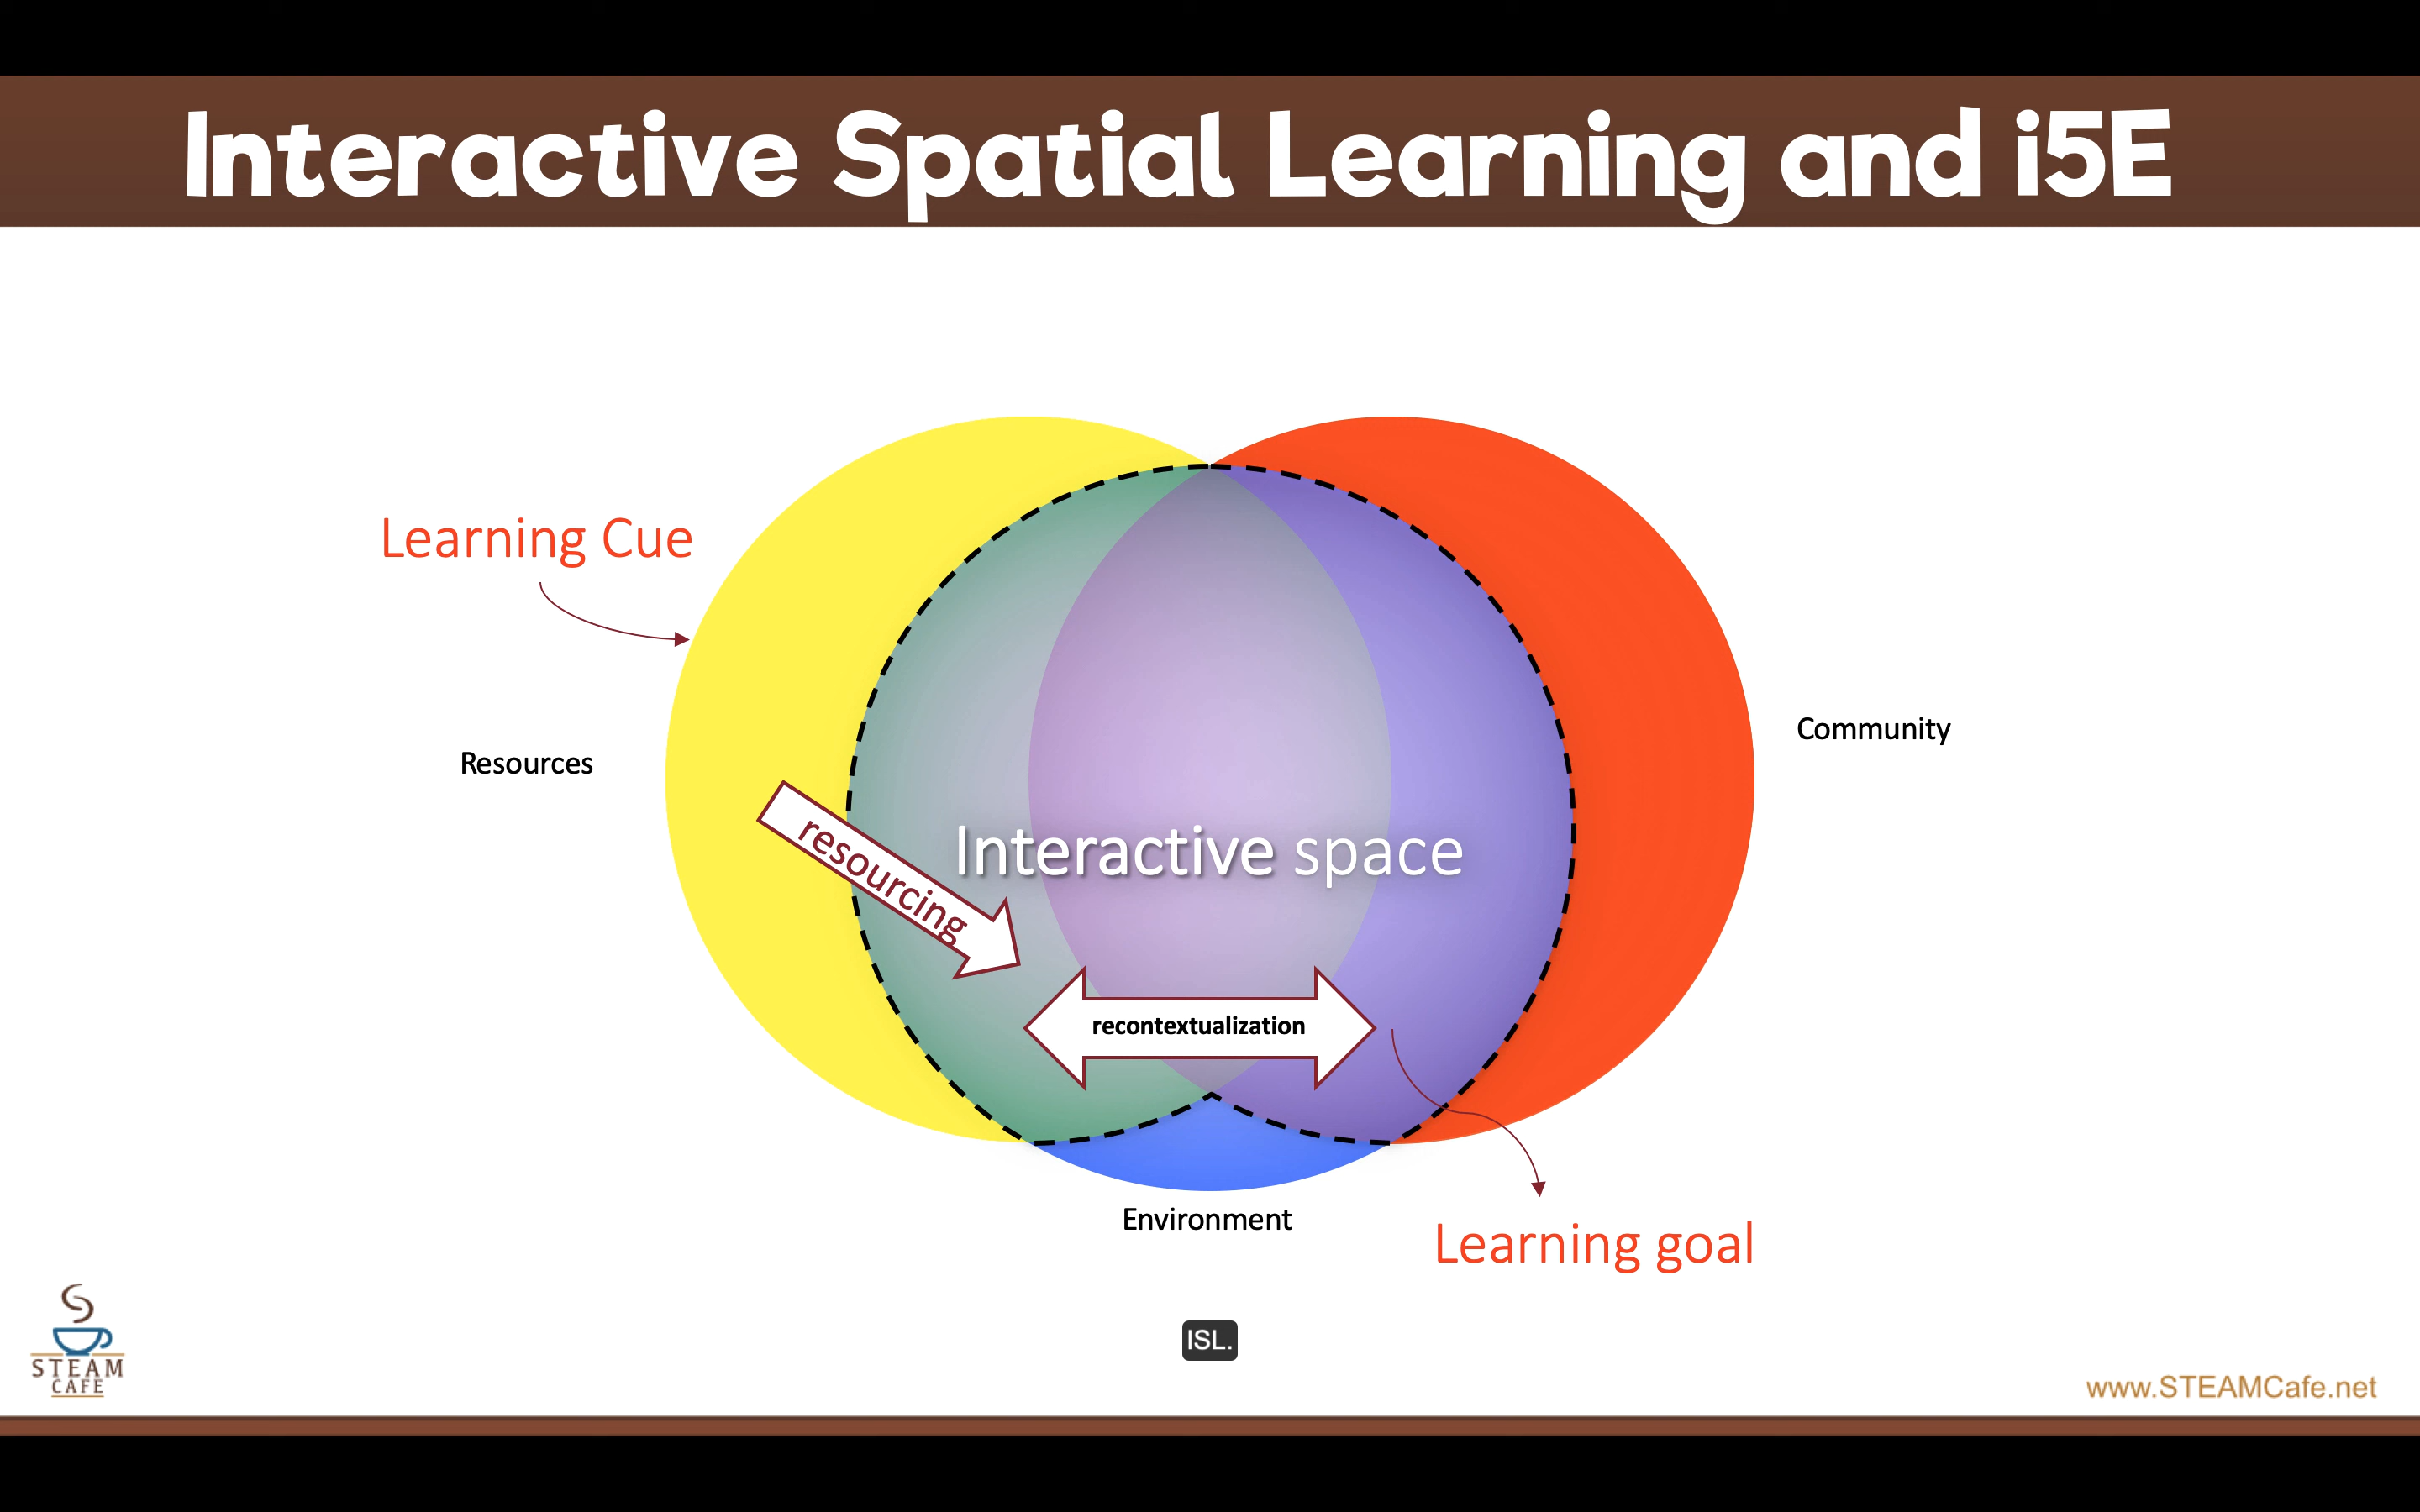 Interactive Spatial Learning and i5E
Learning Cue
Resources
Community
resourcing
Interactive space
recontextualization
Environment
Learning goal
ISL.
STEAM
CAFE
www.STEAMCafe.net